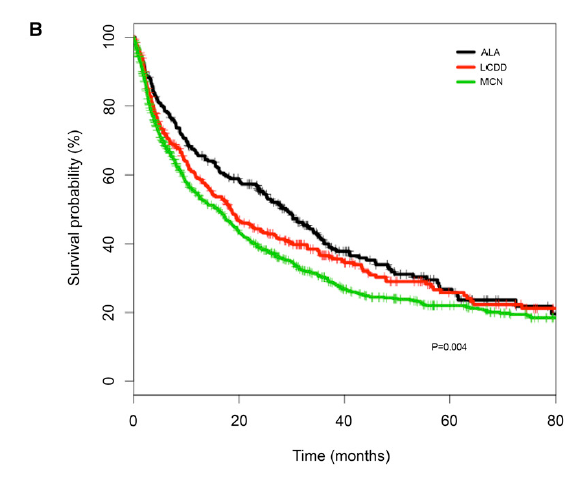 B
100
80
60
40
20
0
Survival probability (%)
ALA
LCDD
MCN
P=0.004
0 20 40 60 80
Time (months)